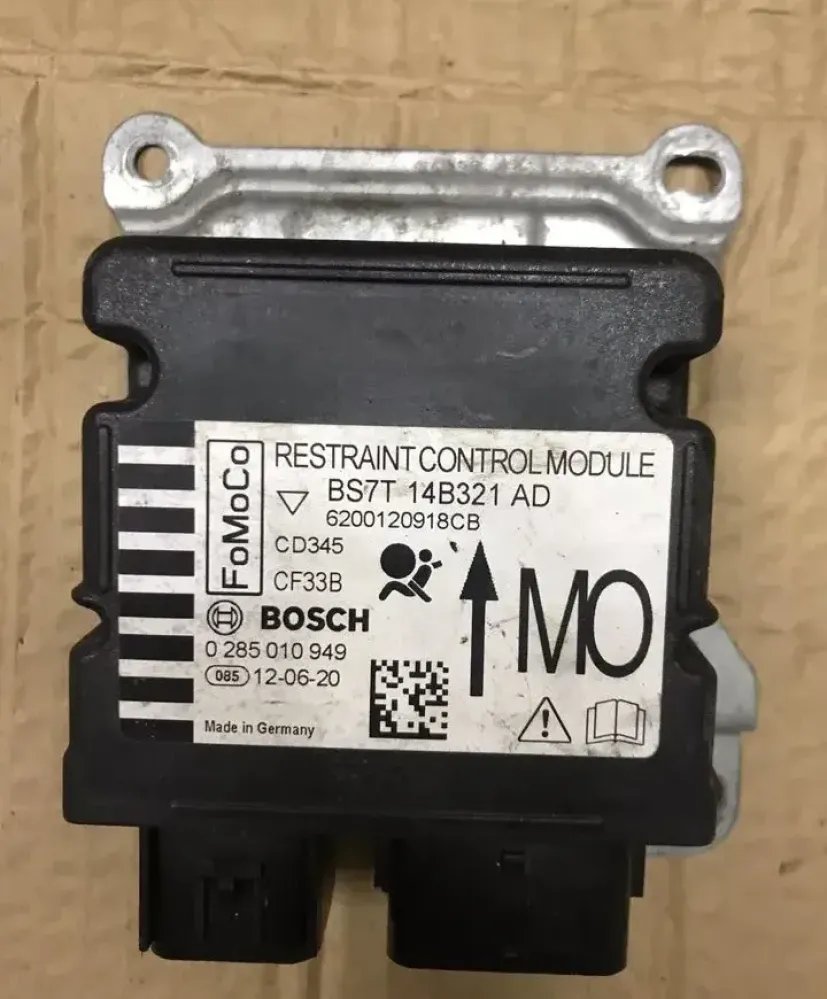 FoMoCo
RESTRAINT CONTROL MODULE
BS7T 14B321 AD
6200120918CB
CD345
CF33B
MO
BOSCH
0 285 010 949
085 12-06-20
Made in Germany